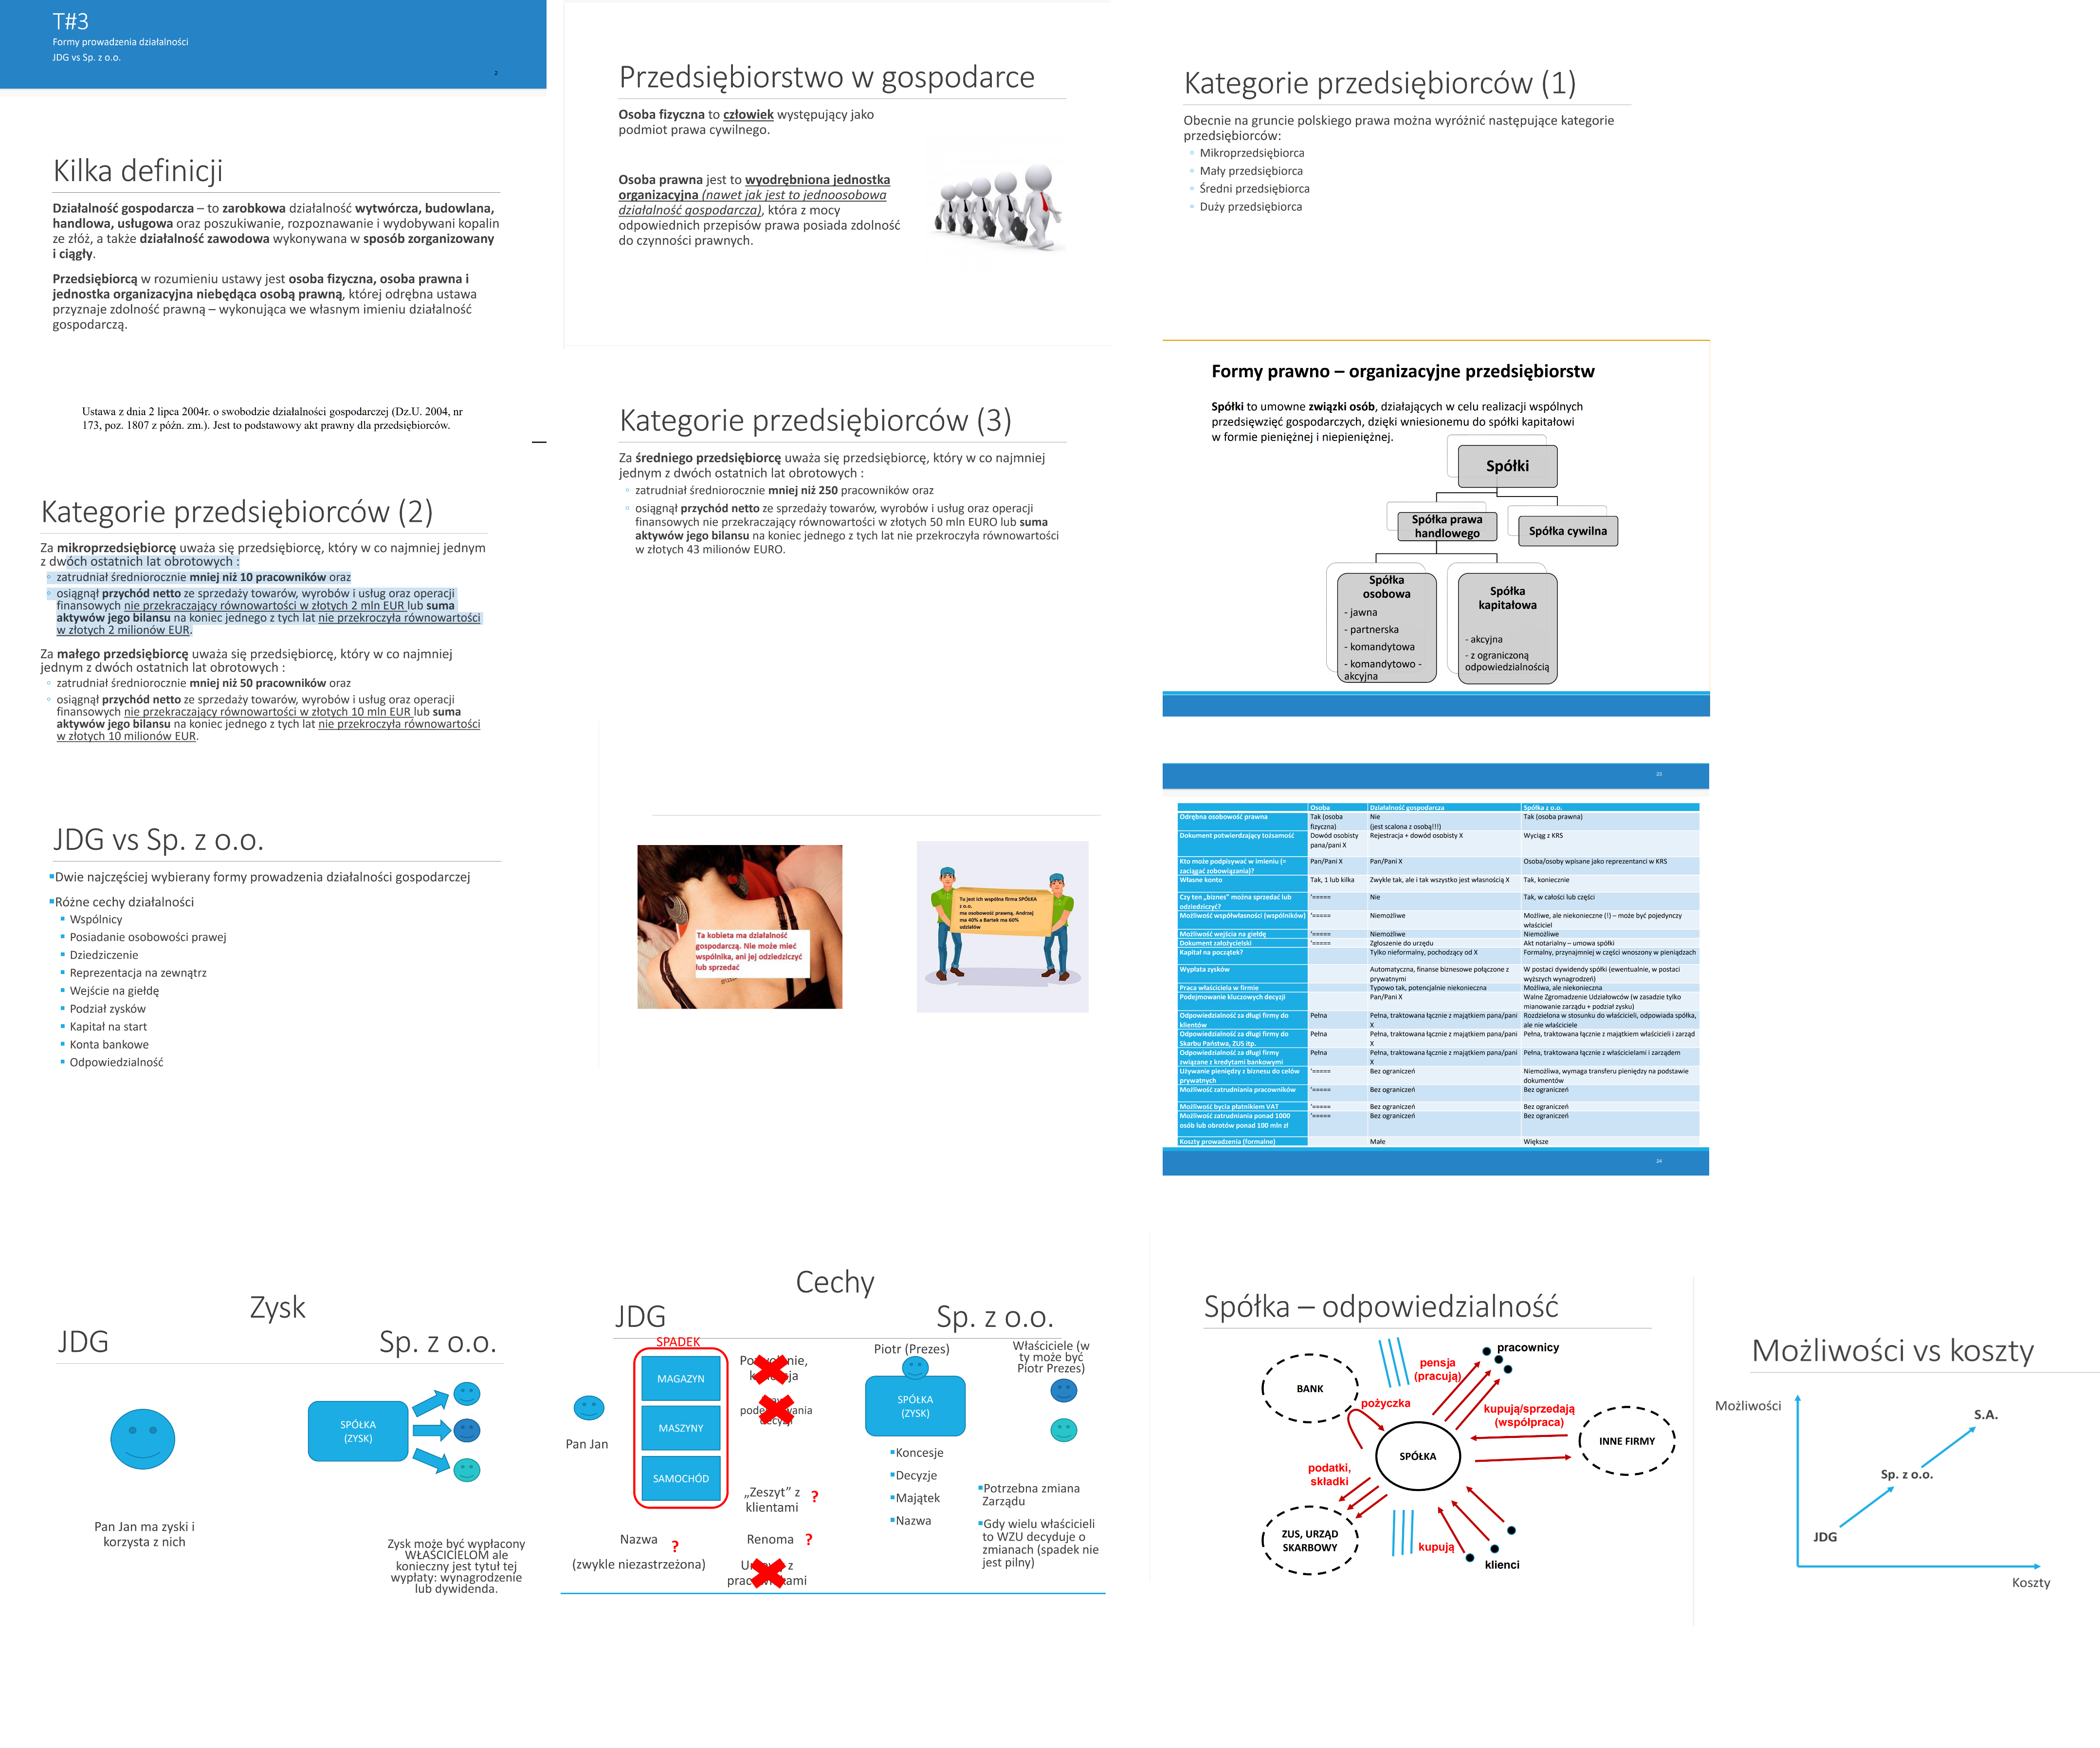 T#3
Formy prowadzenia działalności
JDG vs Sp. z o.o.
2
Kilka definicji
Działalność gospodarcza – to zarobkowa działalność wytwórcza, budowlana,
handlowa, usługowa oraz poszukiwanie, rozpoznawanie i wydobywani kopalin
ze złóż, a także działalność zawodowa wykonywana w sposób zorganizowany
i ciągły.
Przedsiębiorcą w rozumieniu ustawy jest osoba fizyczna, osoba prawna i
jednostka organizacyjna niebędąca osobą prawną, której odrębna ustawa
przyznaje zdolność prawną – wykonująca we własnym imieniu działalność
gospodarczą.
Ustawa z dnia 2 lipca 2004r. o swobodzie działalności gospodarczej (Dz.U. 2004, nr
173, poz. 1807 z późn. zm.). Jest to podstawowy akt prawny dla przedsiębiorców.
Przedsiębiorstwo w gospodarce
Osoba fizyczna to człowiek występujący jako
podmiot prawa cywilnego.
Osoba prawna jest to wyodrębniona jednostka
organizacyjna (nawet jak jest to jednoosobowa
działalność gospodarcza), która z mocy
odpowiednich przepisów prawa posiada zdolność
do czynności prawnych.
Kategorie przedsiębiorców (1)
Obecnie na gruncie polskiego prawa można wyróżnić następujące kategorie
przedsiębiorców:
Mikroprzedsiębiorca
Mały przedsiębiorca
Średni przedsiębiorca
Duży przedsiębiorca
Kategorie przedsiębiorców (2)
Za mikroprzedsiębiorcę uważa się przedsiębiorcę, który w co najmniej jednym
z dwóch ostatnich lat obrotowych :
zatrudniał średniorocznie mniej niż 10 pracowników oraz
osiągnął przychód netto ze sprzedaży towarów, wyrobów i usług oraz operacji
finansowych nie przekraczający równowartości w złotych 2 mln EUR lub suma
aktywów jego bilansu na koniec jednego z tych lat nie przekroczyła równowartości
w złotych 2 milionów EUR.
Za małego przedsiębiorcę uważa się przedsiębiorcę, który w co najmniej
jednym z dwóch ostatnich lat obrotowych :
zatrudniał średniorocznie mniej niż 50 pracowników oraz
osiągnął przychód netto ze sprzedaży towarów, wyrobów i usług oraz operacji
finansowych nie przekraczający równowartości w złotych 10 mln EUR lub suma
aktywów jego bilansu na koniec jednego z tych lat nie przekroczyła równowartości
w złotych 10 milionów EUR.
Kategorie przedsiębiorców (3)
Za średniego przedsiębiorcę uważa się przedsiębiorcę, który w co najmniej
jednym z dwóch ostatnich lat obrotowych :
zatrudniał średniorocznie mniej niż 250 pracowników oraz
osiągnął przychód netto ze sprzedaży towarów, wyrobów i usług oraz operacji
finansowych nie przekraczający równowartości w złotych 50 mln EURO lub suma
aktywów jego bilansu na koniec jednego z tych lat nie przekroczyła równowartości
w złotych 43 milionów EURO.
Formy prawno – organizacyjne przedsiębiorstw
Spółki to umowne związki osób, działających w celu realizacji wspólnych
przedsięwzięć gospodarczych, dzięki wniesionemu do spółki kapitałowi
w formie pieniężnej i niepieniężnej.
Spółki
Spółka prawa
handlowego
Spółka cywilna
Spółka
osobowa
- jawna
- partnerska
- komandytowa
- komandytowo -
akcyjna
Spółka
kapitałowa
- akcyjna
- z ograniczoną
odpowiedzialnością
JDG vs Sp. z o.o.
Dwie najczęściej wybierany formy prowadzenia działalności gospodarczej
Różne cechy działalności
Wspólnicy
Posiadanie osobowości prawej
Dziedziczenie
Reprezentacja na zewnątrz
Wejście na giełdę
Podział zysków
Kapitał na start
Konta bankowe
Odpowiedzialność
Ta kobieta ma działalność
gospodarczą. Nie może mieć
wspólnika, ani jej odziedziczyć
lub sprzedać
Tu jest ich wspólna firma SPÓŁKA
z o.o.
ma osobowość prawną. Andrzej
ma 40% a Bartek ma 60%
udziałów
23
Osoba Działalność gospodarcza Spółka z o.o.
Odrębna osobowość prawna Tak (osoba fizyczna) Nie (jest scalona z osobą!!!) Tak (osoba prawna)
Dokument potwierdzający tożsamość Dowód osobisty pana/pani X Rejestracja + dowód osobisty X Wyciąg z KRS
Kto może podpisywać w imieniu (= zaciągać zobowiązania)? Pan/Pani X Pan/Pani X Osoba/osoby wpisane jako reprezentanci w KRS
Własne konto Tak, 1 lub kilka Zwykle tak, ale i tak wszystko jest własnością X Tak, koniecznie
Czy ten „biznes” można sprzedać lub odziedziczyć? '===== Nie Tak, w całości lub części
Możliwość współwłasności (wspólników) '===== Niemożliwe Możliwe, ale niekonieczne (!) – może być pojedynczy właściciel
Możliwość wejścia na giełdę '===== Niemożliwe Niemożliwe
Dokument założycielski '===== Zgłoszenie do urzędu Akt notarialny – umowa spółki
Kapitał na początek? Tylko nieformalny, pochodzący od X Formalny, przynajmniej w części wnoszony w pieniądzach
Wypłata zysków Automatyczna, finanse biznesowe połączone z prywatnymi W postaci dywidendy spółki (ewentualnie, w postaci wyższych wynagrodzeń)
Praca właściciela w firmie Typowo tak, potencjalnie niekonieczna Możliwa, ale niekonieczna
Podejmowanie kluczowych decyzji Pan/Pani X Walne Zgromadzenie Udziałowców (w zasadzie tylko mianowanie zarządu + podział zysku)
Odpowiedzialność za długi firmy do klientów Pełna Pełna, traktowana łącznie z majątkiem pana/pani X Rozdzielona w stosunku do właścicieli, odpowiada spółka, ale nie właściciele
Odpowiedzialność za długi firmy do Skarbu Państwa, ZUS itp. Pełna Pełna, traktowana łącznie z majątkiem pana/pani X Pełna, traktowana łącznie z majątkiem właścicieli i zarząd
Odpowiedzialność za długi firmy związane z kredytami bankowymi Pełna Pełna, traktowana łącznie z majątkiem pana/pani X Pełna, traktowana łącznie z właścicielami i zarządem
Używanie pieniędzy z biznesu do celów prywatnych '===== Bez ograniczeń Niemożliwa, wymaga transferu pieniędzy na podstawie dokumentów
Możliwość zatrudniania pracowników '===== Bez ograniczeń Bez ograniczeń
Możliwość bycia płatnikiem VAT '===== Bez ograniczeń Bez ograniczeń
Możliwość zatrudniania ponad 1000 osób lub obrotów ponad 100 mln zł '===== Bez ograniczeń Bez ograniczeń
Koszty prowadzenia (formalne) Małe Większe
24
Zysk
JDG Sp. z o.o.
SPÓŁKA
(ZYSK)
Pan Jan ma zyski i
korzysta z nich
Zysk może być wypłacony
WŁAŚCICIELOM ale
konieczny jest tytuł tej
wypłaty: wynagrodzenie
lub dywidenda.
Cechy
JDG Sp. z o.o.
SPADEK
MAGAZYN
MASZYNY
SAMOCHÓD
Pan Jan
„Zeszyt” z
klientami
?
Nazwa ?
(zwykle niezastrzeżona)
Renoma ?
Piotr (Prezes)
SPÓŁKA
(ZYSK)
Właściciele (w
ty może być
Piotr Prezes)
Koncesje
Decyzje
Majątek
Nazwa
Potrzebna zmiana
Zarządu
Gdy wielu właścicieli
to WZU decyduje o
zmianach (spadek nie
jest pilny)
Spółka – odpowiedzialność
BANK
pensja
(pracują)
pracownicy
pożyczka
kupują/sprzedają
(współpraca)
INNE FIRMY
SPÓŁKA
podatki,
składki
ZUS, URZĄD
SKARBOWY
kupują
klienci
Możliwości vs koszty
Możliwości
S.A.
Sp. z o.o.
JDG
Koszty